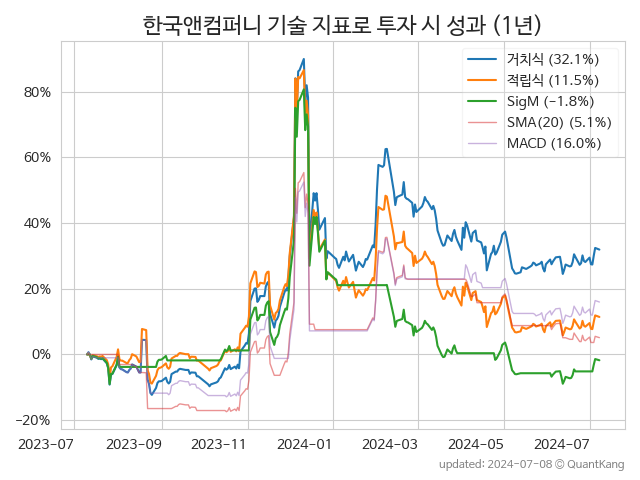 한국앤컴퍼니 기술 지표로 투자 시 성과 (1년)
거치식 (32.1%)
적립식 (11.5%)
SigM (−1.8%)
SMA(20) (5.1%)
MACD (16.0%)
80%
60%
40%
20%
0%
−20%
2023-07 2023-09 2023-11 2024-01 2024-03 2024-05 2024-07
updated: 2024-07-08 © QuantKang